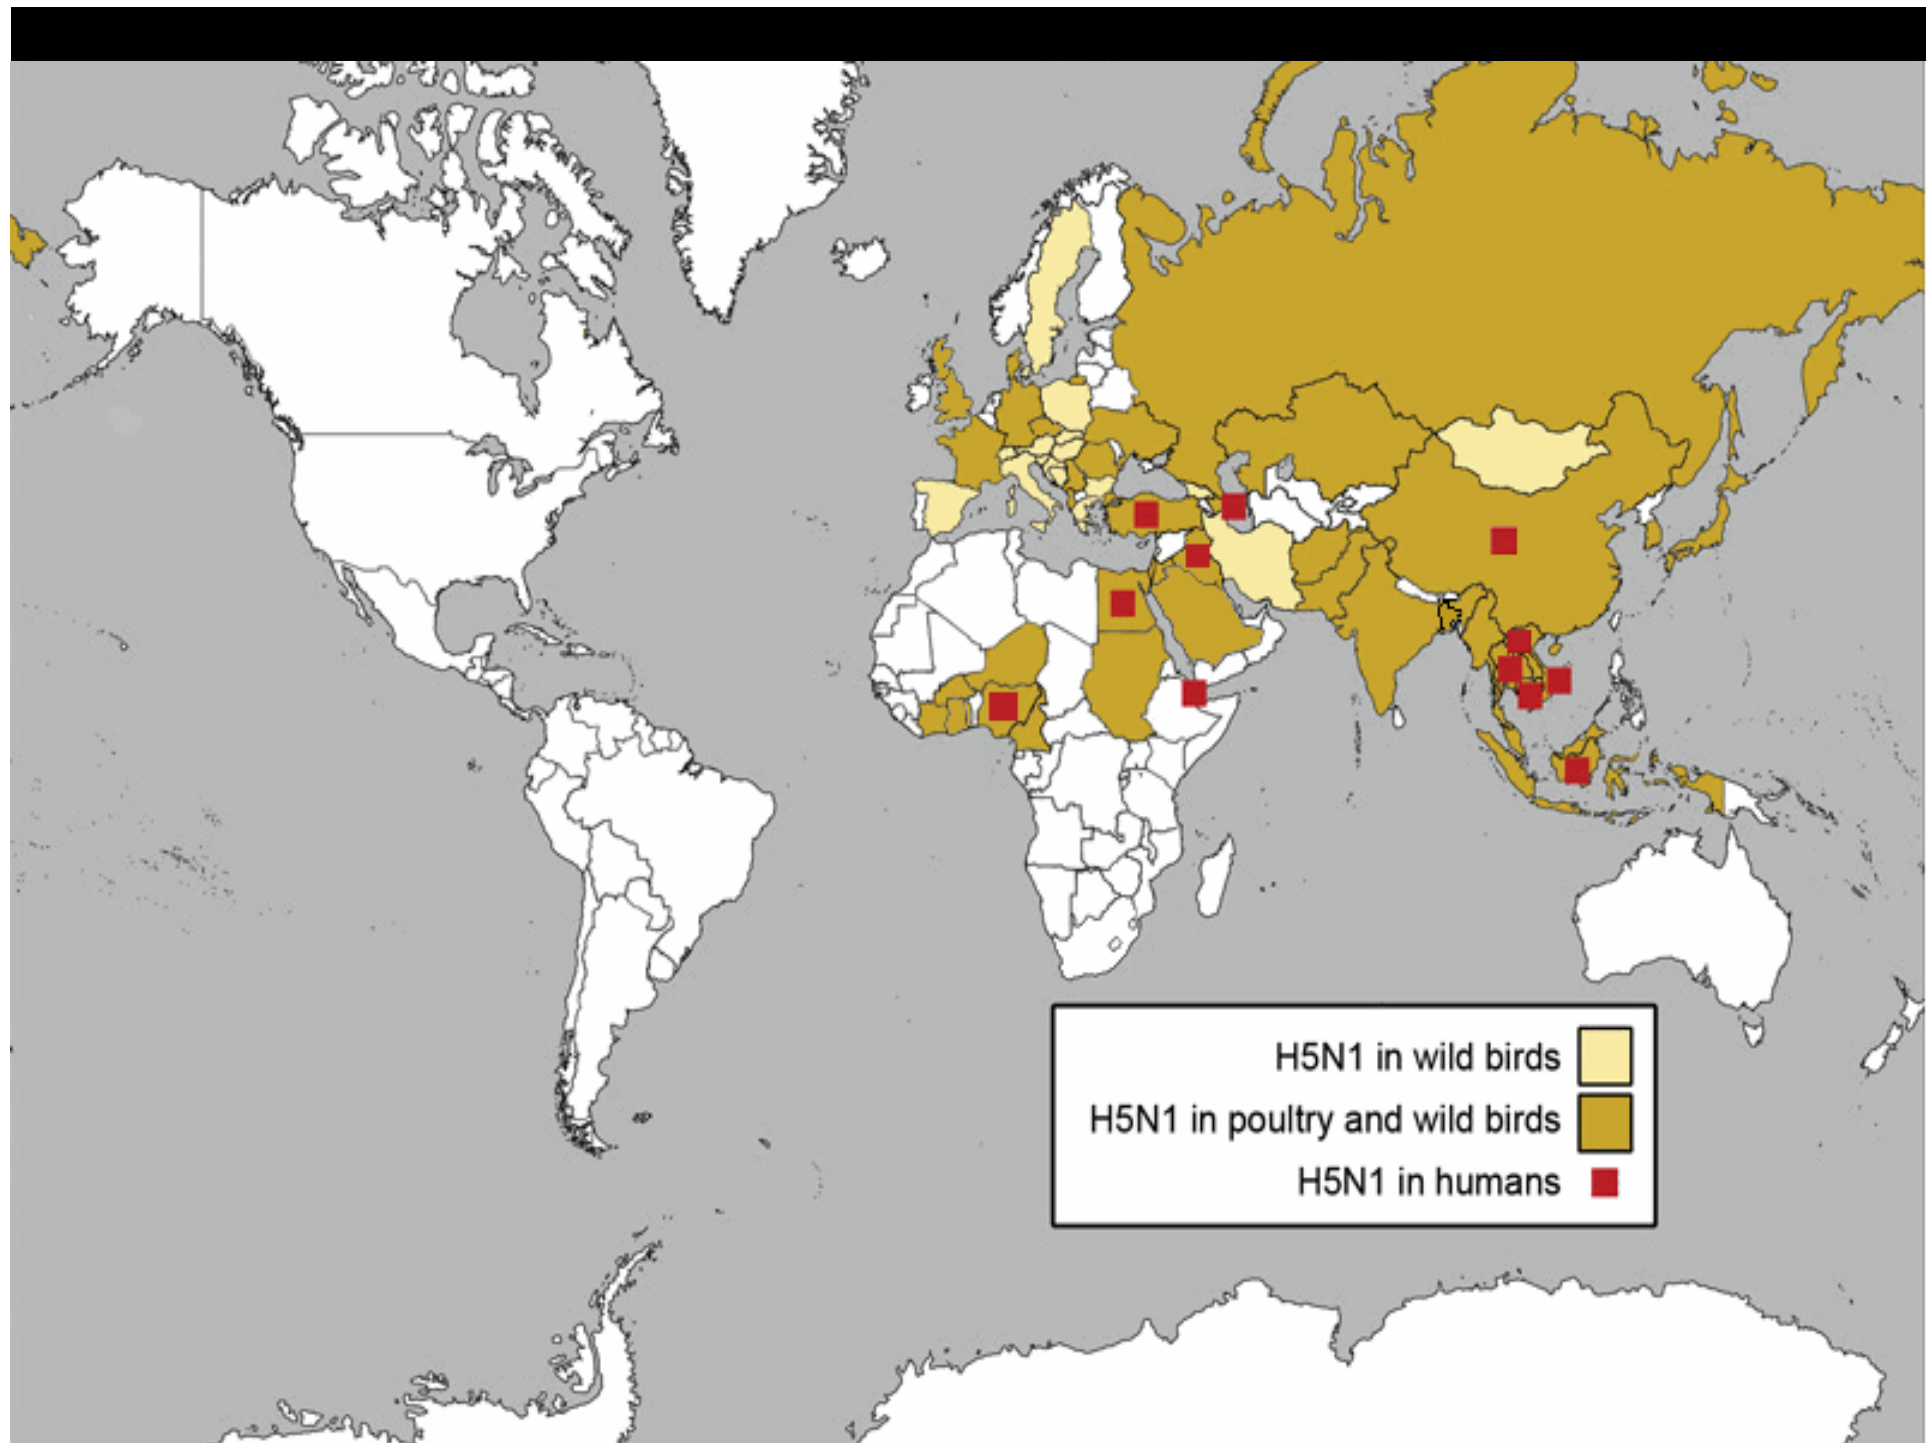 H5N1 in wild birds
H5N1 in poultry and wild birds
H5N1 in humans